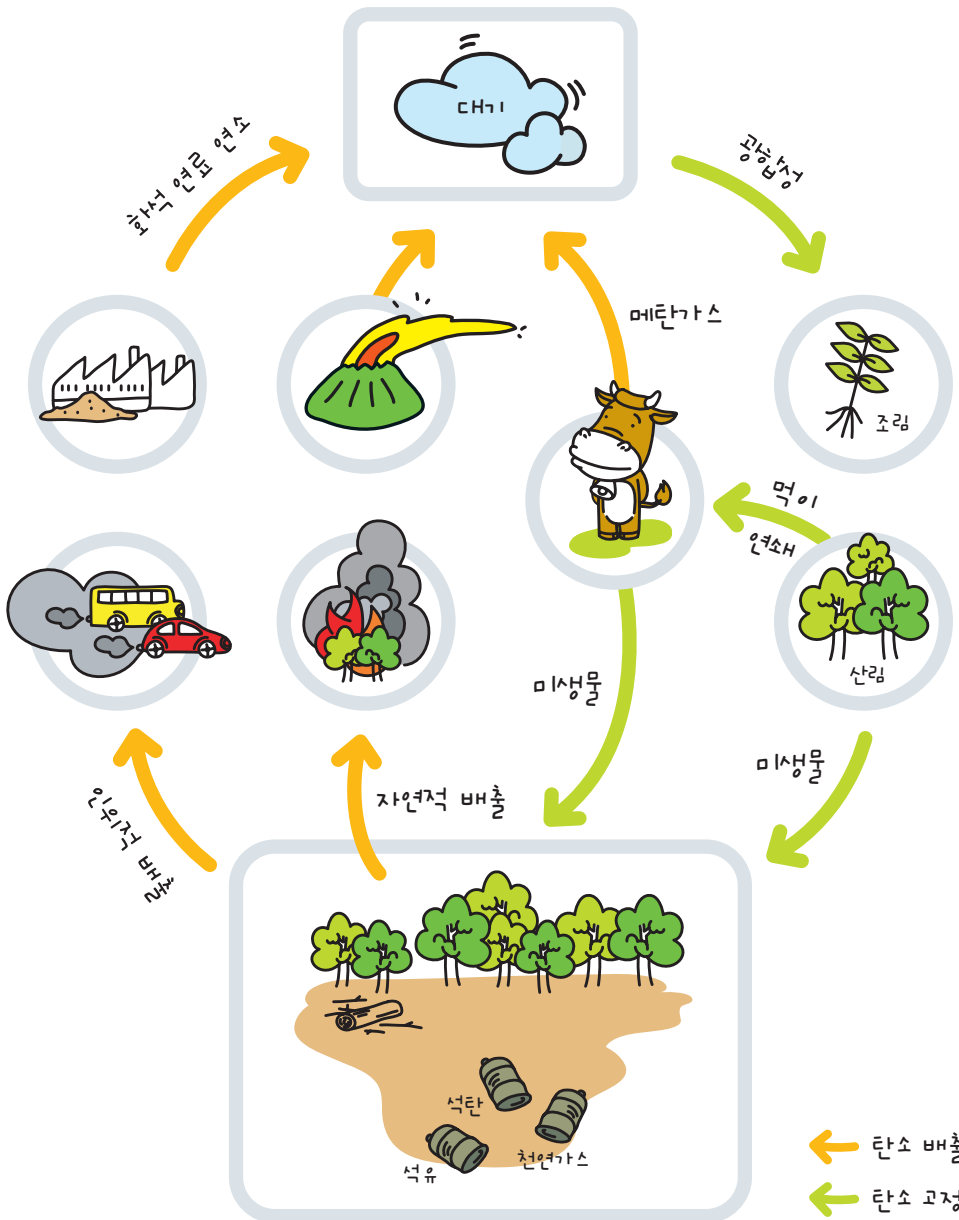 대기
화석 연료 연소
광합성
메탄가스
조림
먹이
연쇄
산림
미생물
미생물
인위적 배출
자연적 배출
석탄
석유
천연가스
탄소 배출
탄소 고정